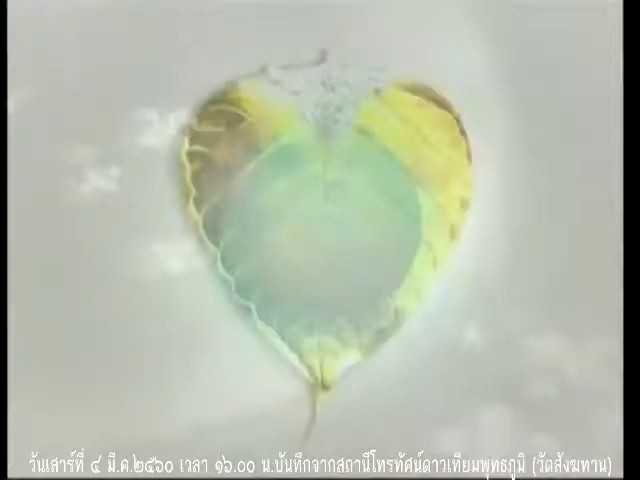 วันเสาร์ที่ ๔ มี.ค.๒๕๖๐ เวลา ๑๖.๐๐ น.บันทึกจากสถานีโทรทัศน์ดาวเทียมพุทธภูมิ (วัดสังฆทาน)